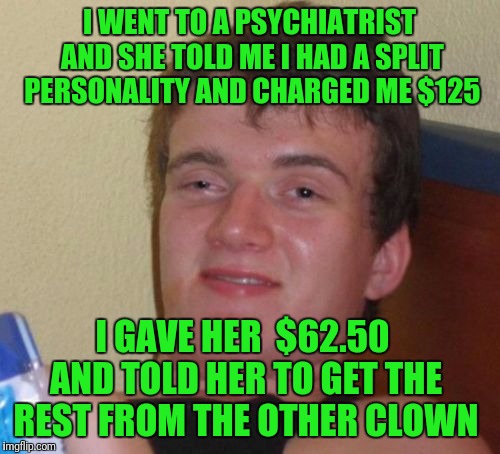 I WENT TO A PSYCHIATRIST
AND SHE TOLD ME I HAD A SPLIT
PERSONALITY AND CHARGED ME $125
I GAVE HER $62.50
AND TOLD HER TO GET THE
REST FROM THE OTHER CLOWN
imgflip.com